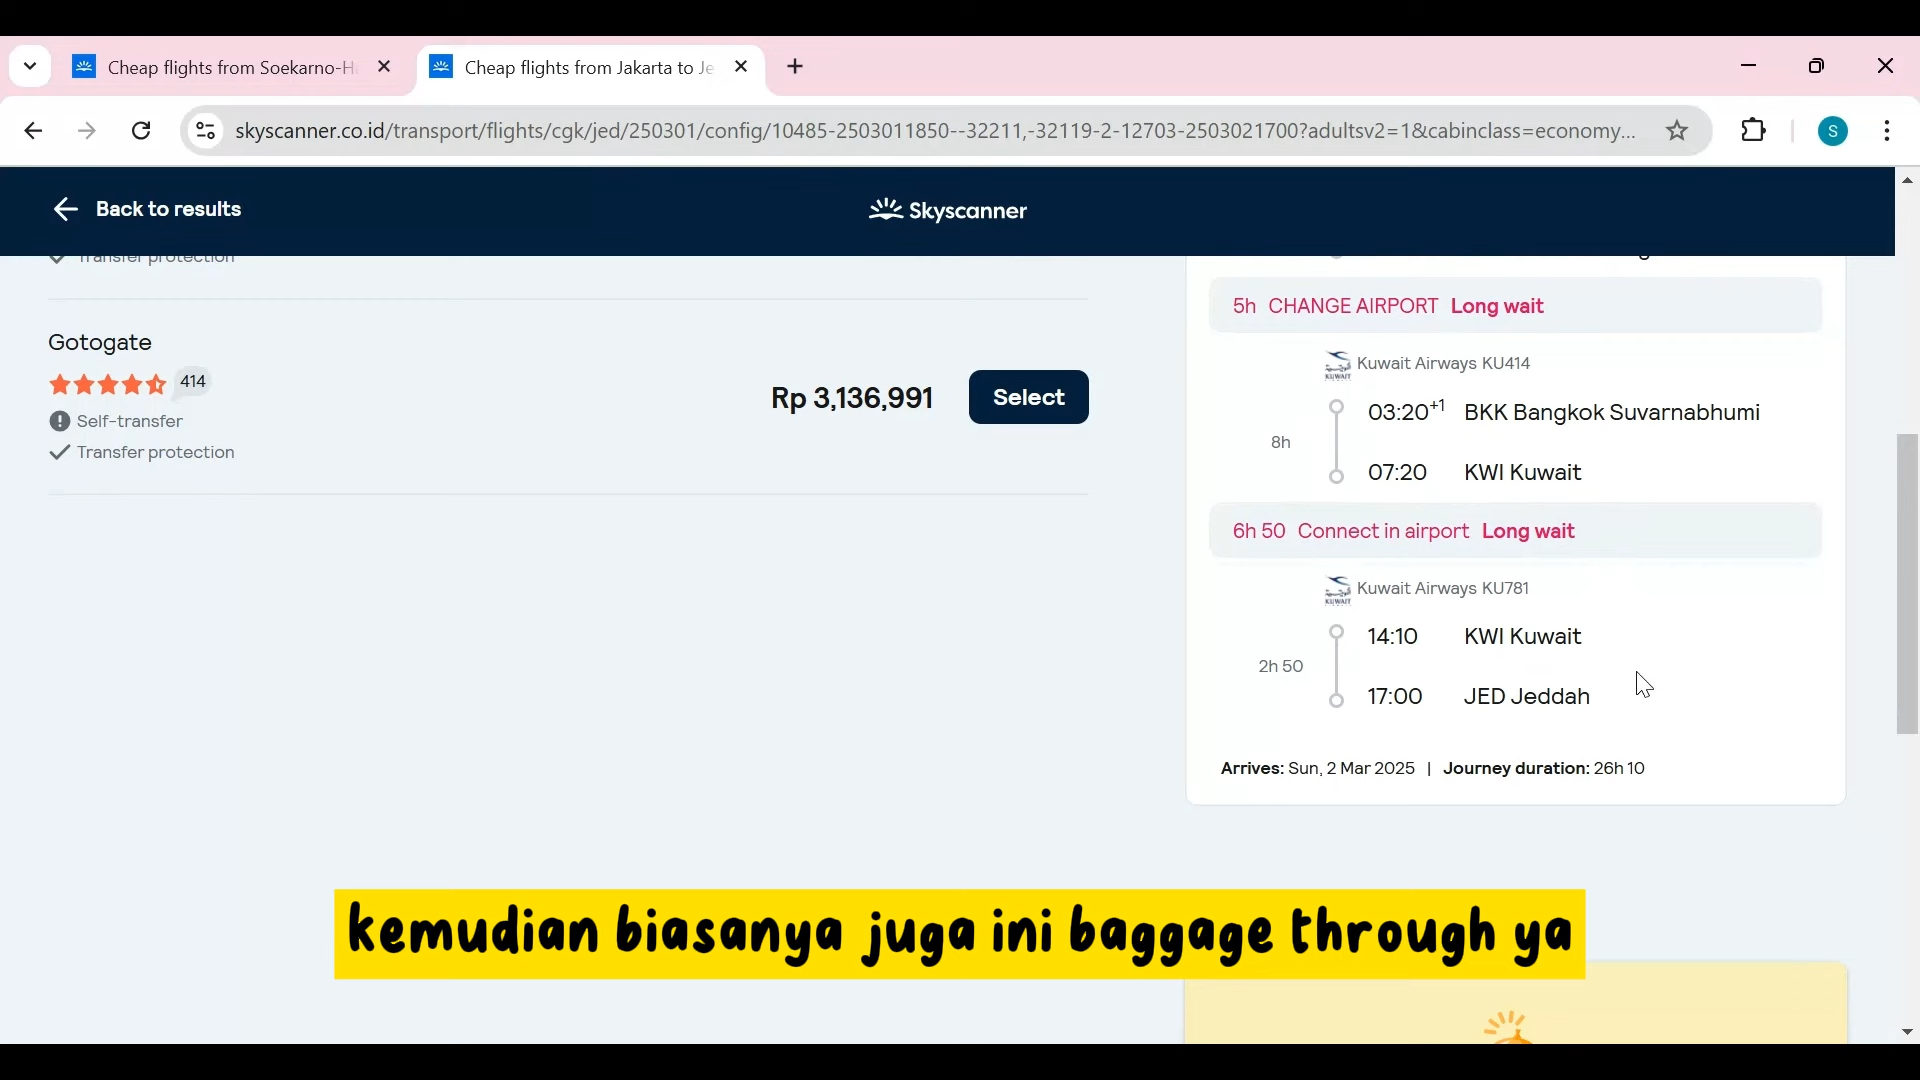 Cheap flights from Soekarno-H
Cheap flights from Jakarta to Je
skyscanner.co.id/transport/flights/cgk/jed/250301/config/10485-2503011850--32211,-32119-2-12703-2503021700?adultsv2=1&cabinclass=economy...
S
Back to results
Skyscanner
Transfer protection
Gotogate
414
Self-transfer
Transfer protection
Rp 3,136,991
Select
5h CHANGE AIRPORT Long wait
KUWAIT
Kuwait Airways KU414
03:20+1 BKK Bangkok Suvarnabhumi
8h
07:20 KWI Kuwait
6h 50 Connect in airport Long wait
KUWAIT
Kuwait Airways KU781
14:10 KWI Kuwait
2h 50
17:00 JED Jeddah
Arrives: Sun, 2 Mar 2025 | Journey duration: 26h 10
kemudian biasanya juga ini baggage through ya